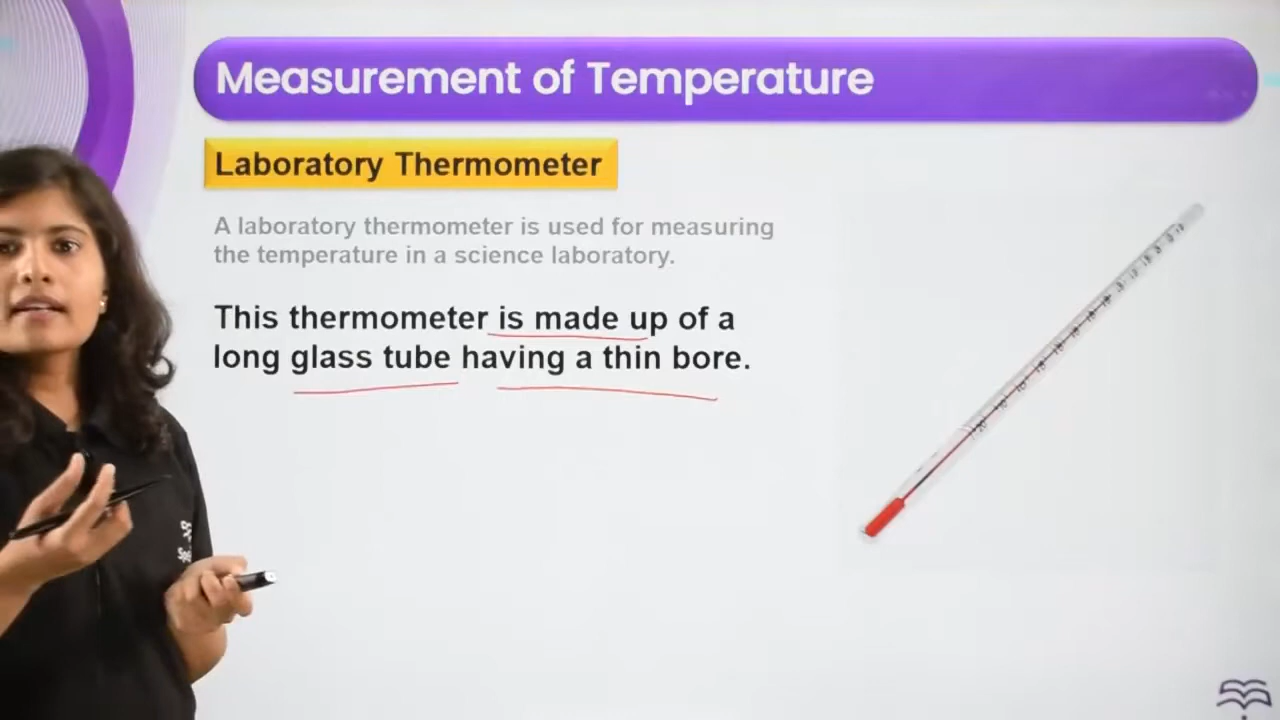 Measurement of Temperature
Laboratory Thermometer
A laboratory thermometer is used for measuring
the temperature in a science laboratory.
This thermometer is made up of a
long glass tube having a thin bore.